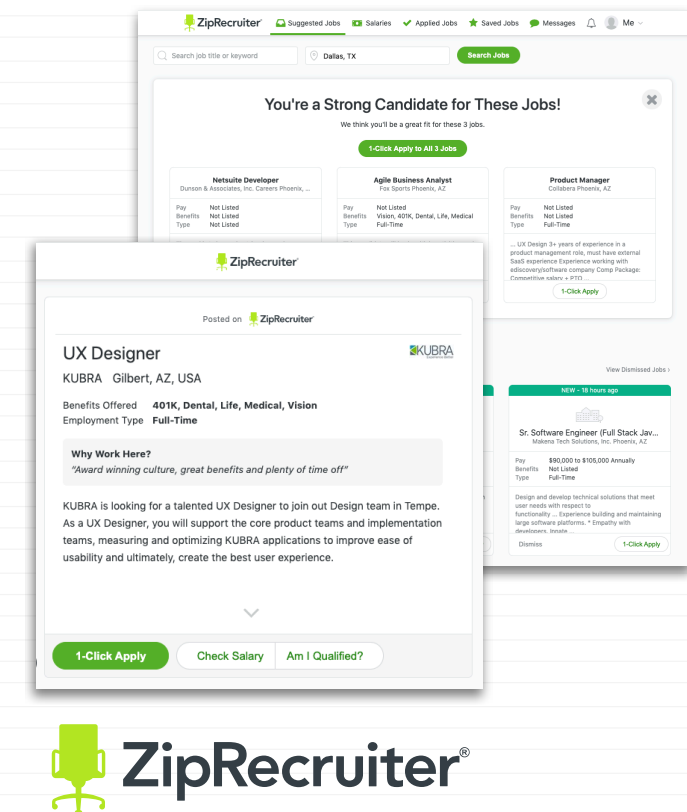 ZipRecruiter
Suggested Jobs
Salaries
Applied Jobs
Saved Jobs
Messages
Me
Search job title or keyword
Dallas, TX
Search Jobs
You're a Strong Candidate for These Jobs!
We think you'll be a great fit for these 3 jobs.
1-Click Apply to All 3 Jobs
Netsuite Developer
Dunson & Associates, Inc. Careers Phoenix, ...
Pay Not Listed
Benefits Not Listed
Type Not Listed
Agile Business Analyst
Fox Sports Phoenix, AZ
Pay Not Listed
Benefits Vision, 401K, Dental, Life, Medical
Type Full-Time
Product Manager
Collabera Phoenix, AZ
Pay Not Listed
Benefits Not Listed
Type Full-Time
... UX Design 3+ years of experience in a
product management role, must have external
SaaS experience Experience working with
ediscovery/software company Comp Package:
Competitive salary + PTO ...
1-Click Apply
View Dismissed Jobs ›
NEW - 18 hours ago
Sr. Software Engineer (Full Stack Jav...
Makena Tech Solutions, Inc. Phoenix, AZ
Pay $90,000 to $105,000 Annually
Benefits Not Listed
Type Full-Time
Design and develop technical solutions that meet
user needs with respect to
functionality ... Experience building and maintaining
large software platforms. * Empathy with
developers. Innate ...
Dismiss
1-Click Apply
ZipRecruiter
Posted on ZipRecruiter
UX Designer
KUBRA
KUBRA Gilbert, AZ, USA
Benefits Offered 401K, Dental, Life, Medical, Vision
Employment Type Full-Time
Why Work Here?
"Award winning culture, great benefits and plenty of time off"
KUBRA is looking for a talented UX Designer to join out Design team in Tempe.
As a UX Designer, you will support the core product teams and implementation
teams, measuring and optimizing KUBRA applications to improve ease of
usability and ultimately, create the best user experience.
1-Click Apply
Check Salary
Am I Qualified?
ZipRecruiter®